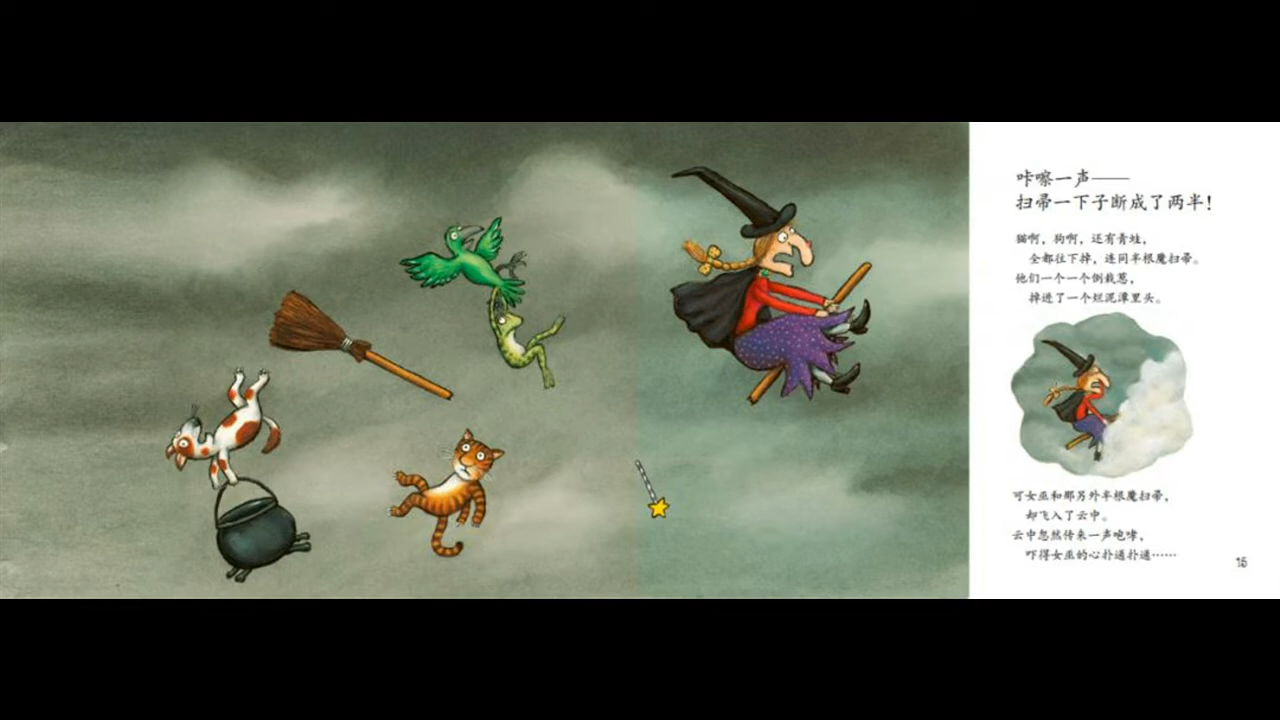 咔嚓一声——
扫帚一下子断成了两半！
猫啊，狗啊，还有青蛙，
全都往下掉，连同半根魔扫帚。
他们一个一个倒栽葱，
掉进了一个烂泥潭里头。
可女巫和那另外半根魔扫帚，
却飞入了云中。
云中忽然传来一声咆哮，
吓得女巫的心扑通扑通……
15